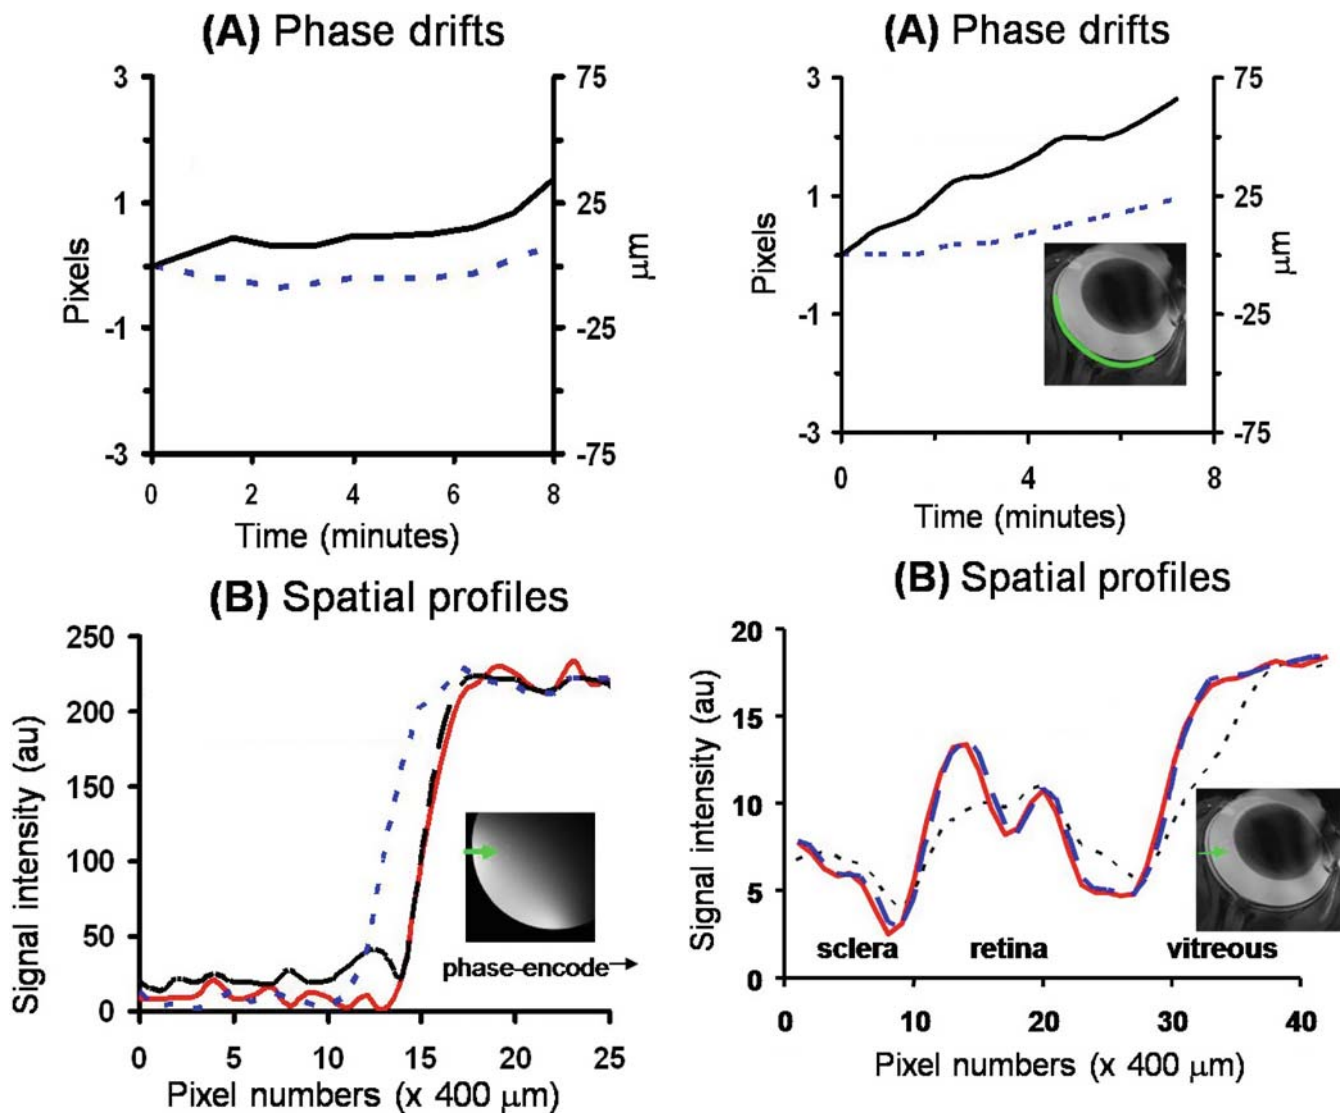 (A) Phase drifts
3
1
-1
-3
Pixels
75
25
-25
-75
μm
0 2 4 6 8
Time (minutes)
(A) Phase drifts
3
1
-1
-3
Pixels
75
25
-25
-75
μm
0 4 8
Time (minutes)
(B) Spatial profiles
250
200
150
100
50
0
Signal intensity (au)
phase-encode→
0 5 10 15 20 25
Pixel numbers (x 400 μm)
(B) Spatial profiles
20
15
10
5
0
Signal intensity (au)
sclera retina vitreous
0 10 20 30 40
Pixel numbers (x 400 μm)